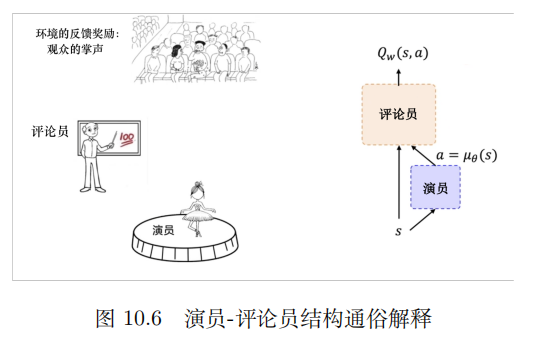 环境的反馈奖励：
观众的掌声
评论员
100
演员
Q_w(s,a)
评论员
a = μ_θ(s)
演员
s
图 10.6 演员-评论员结构通俗解释